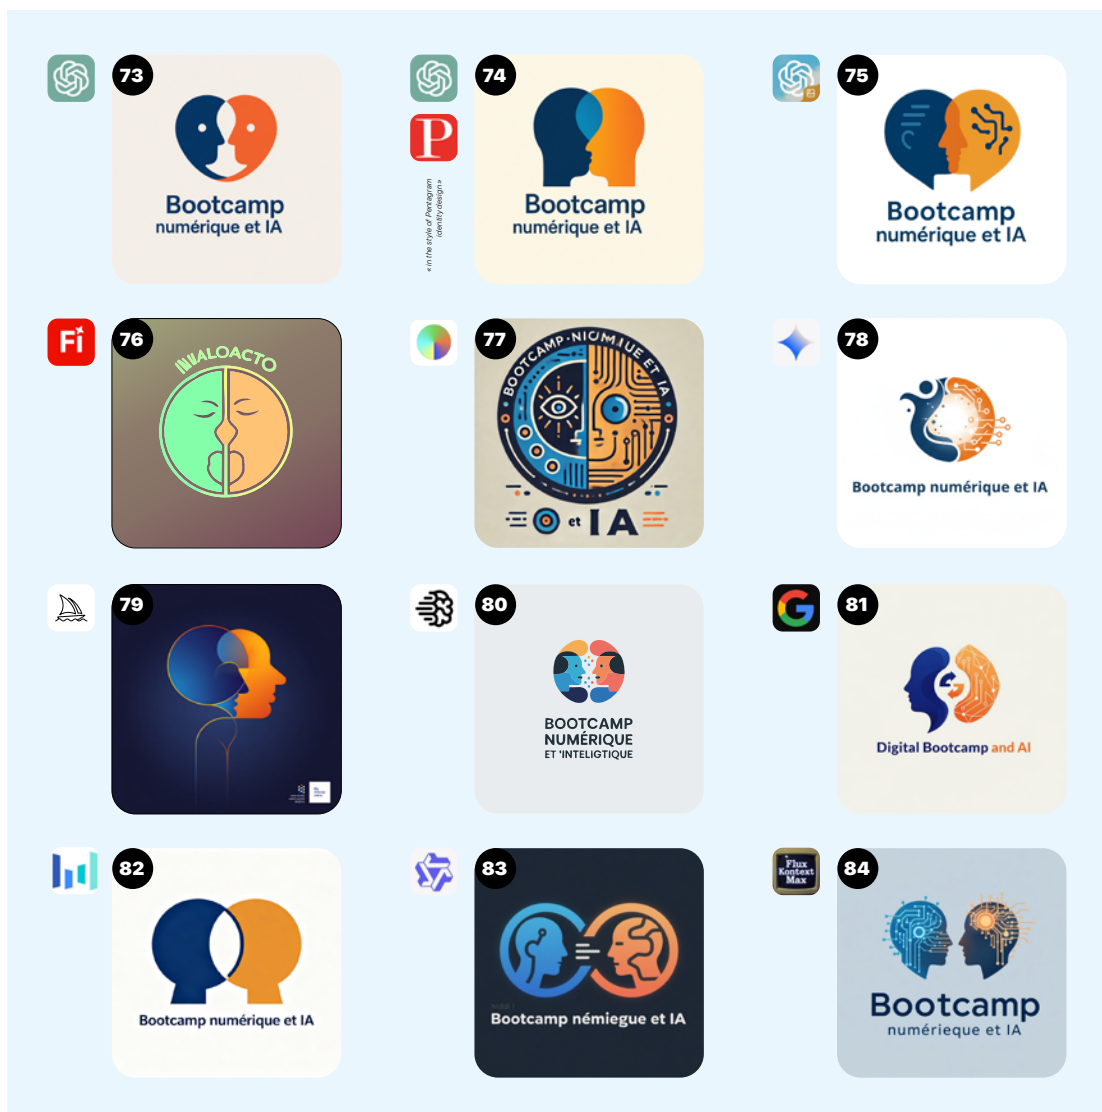 73
Bootcamp
numérique et IA
P
« in the style of Pentagram
identity design »
74
Bootcamp
numérique et IA
75
Bootcamp
numérique et IA
Fi
76
INVALOACTO
77
BOOTCAMP·NICIMIUE ET IA
et IA
78
Bootcamp numérique et IA
79
80
BOOTCAMP
NUMÉRIQUE
ET 'INTELIGTIQUE
G
81
Digital Bootcamp and AI
82
Bootcamp numérique et IA
83
Bootcamp némiegue et IA
Flux
Kontext
Max
84
Bootcamp
numérieque et IA